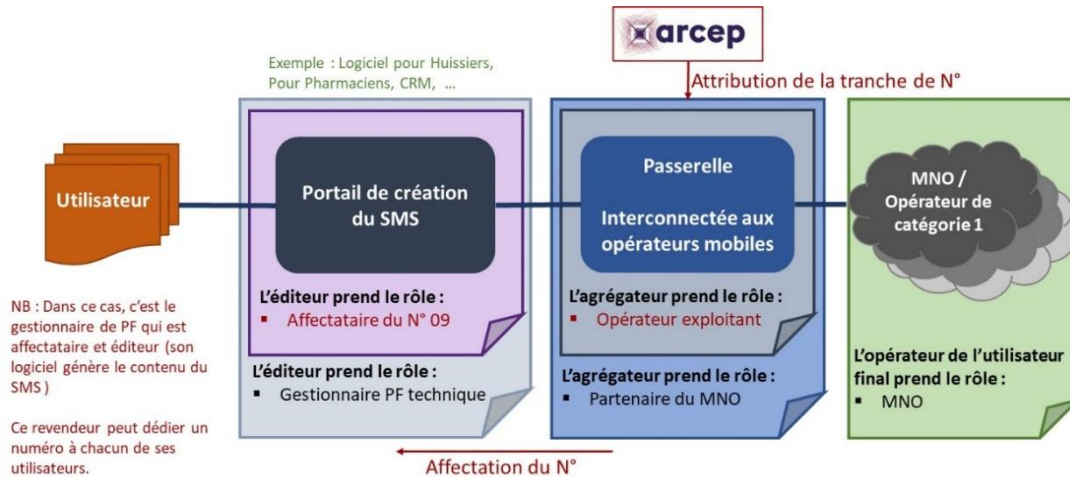 arcep
Exemple : Logiciel pour Huissiers,
Pour Pharmaciens, CRM, ...
Attribution de la tranche de N°
Utilisateur
Portail de création
du SMS
Passerelle
Interconnectée aux
opérateurs mobiles
MNO /
Opérateur de
catégorie 1
NB : Dans ce cas, c'est le
gestionnaire de PF qui est
affectataire et éditeur (son
logiciel génère le contenu du
SMS )
Ce revendeur peut dédier un
numéro à chacun de ses
utilisateurs.
L'éditeur prend le rôle :
▪ Affectataire du N° 09
L'éditeur prend le rôle :
▪ Gestionnaire PF technique
L'agrégateur prend le rôle :
▪ Opérateur exploitant
L'agrégateur prend le rôle :
▪ Partenaire du MNO
L'opérateur de l'utilisateur
final prend le rôle :
▪ MNO
Affectation du N°